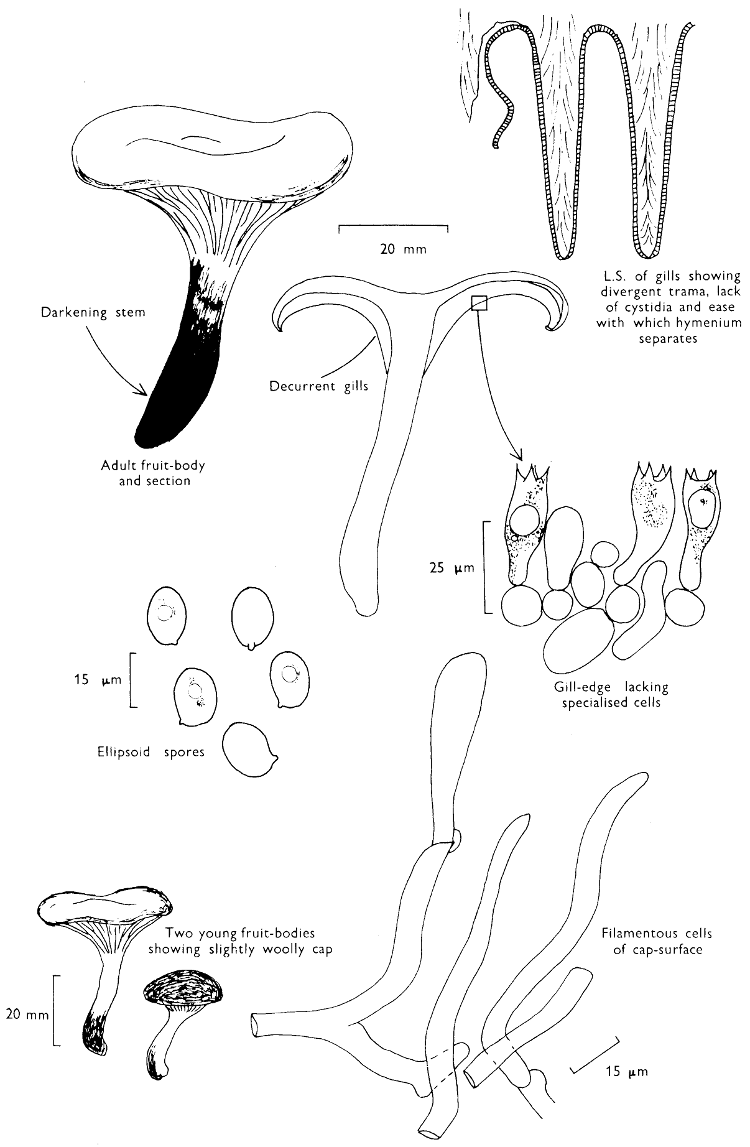 20 mm
L.S. of gills showing
divergent trama, lack
of cystidia and ease
with which hymenium
separates
Darkening stem
Decurrent gills
Adult fruit-body
and section
25 μm
15 μm
Gill-edge lacking
specialised cells
Ellipsoid spores
Two young fruit-bodies
showing slightly woolly cap
Filamentous cells
of cap-surface
20 mm
15 μm